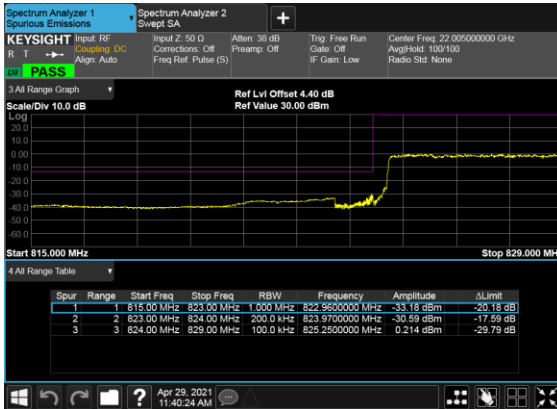 Spectrum Analyzer 1
Spurious Emissions
Spectrum Analyzer 2
Swept SA
KEYSIGHT
R T
Input: RF
Coupling: DC
Align: Auto
Input Z: 50 Ω
Corrections: Off
Freq Ref: Pulse (S)
Atten: 38 dB
Preamp: Off
Trig: Free Run
Gate: Off
IF Gain: Low
Center Freq: 22.005000000 GHz
Avg|Hold: 100/100
Radio Std: None
LXI PASS
3 All Range Graph
Scale/Div 10.0 dB
Ref Lvl Offset 4.40 dB
Ref Value 30.00 dBm
Log
20.0
10.0
0.00
-10.0
-20.0
-30.0
-40.0
-50.0
-60.0
Start 815.000 MHz
Stop 829.000 MH
4 All Range Table
Spur Range Start Freq Stop Freq RBW Frequency Amplitude ΔLimit
1 1 815.00 MHz 823.00 MHz 1.000 MHz 822.9600000 MHz -33.18 dBm -20.18 dB
2 2 823.00 MHz 824.00 MHz 200.0 kHz 823.9700000 MHz -30.59 dBm -17.59 dB
3 3 824.00 MHz 829.00 MHz 100.0 kHz 825.2500000 MHz 0.214 dBm -29.79 dB
?
Apr 29, 2021
11:40:24 AM